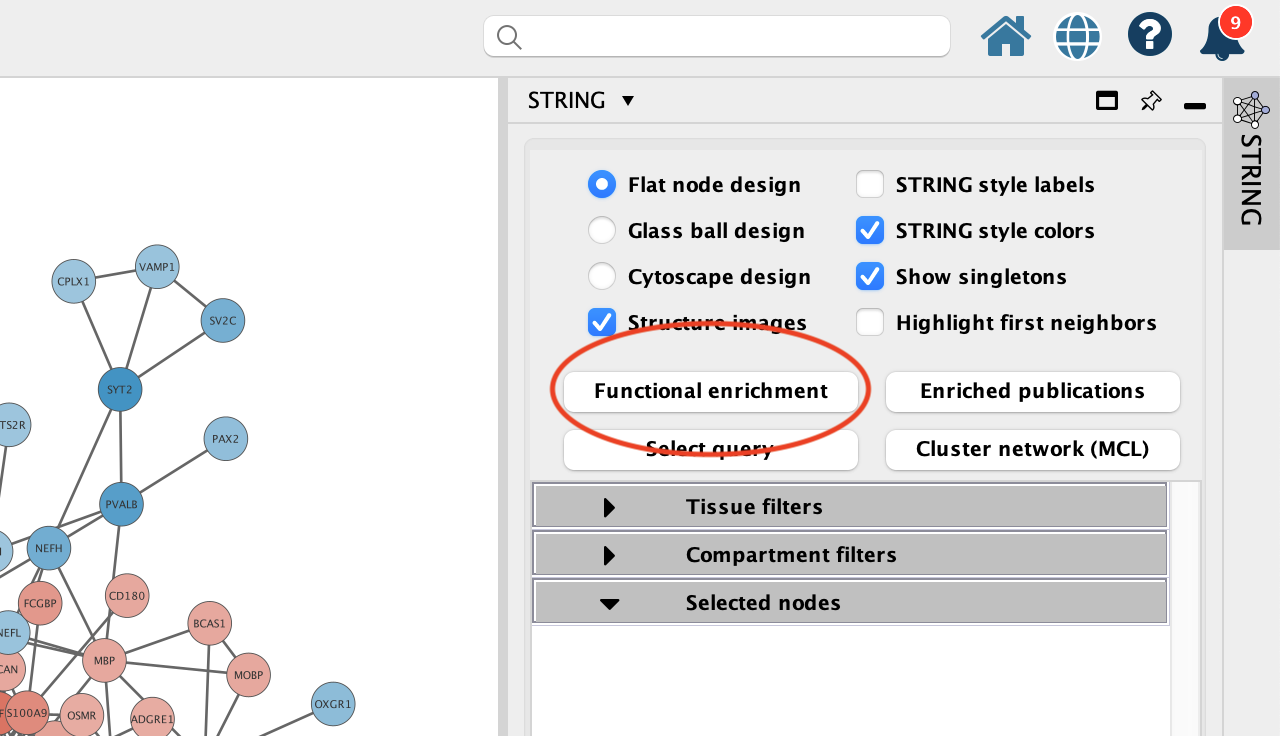 9
STRING
STRING
Flat node design
STRING style labels
Glass ball design
STRING style colors
Cytoscape design
Show singletons
Structure images
Highlight first neighbors
Functional enrichment
Enriched publications
Select query
Cluster network (MCL)
Tissue filters
Compartment filters
Selected nodes
VAMP1
CPLX1
SV2C
SYT2
TS2R
PAX2
PVALB
NEFH
CD180
FCGBP
BCAS1
NEFL
MBP
CAN
MOBP
OXGR1
S100A9
OSMR
ADGRE1